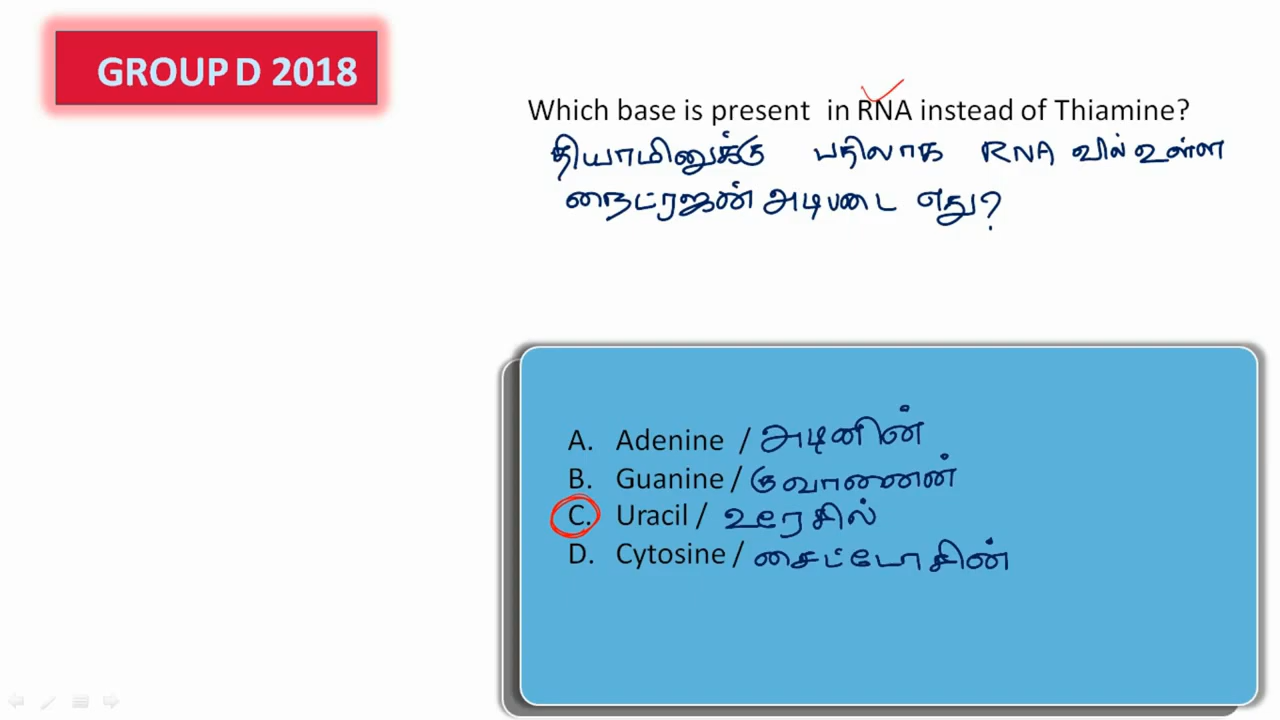 GROUP D 2018
Which base is present in RNA instead of Thiamine?
தியாமினுக்கு பதிலாக RNA வில் உள்ள
நைட்ரஜன் அடிபடை எது?
A. Adenine / அடினின்
B. Guanine / குவாணைன்
C. Uracil / உரேசில்
D. Cytosine / சைட்டோசின்